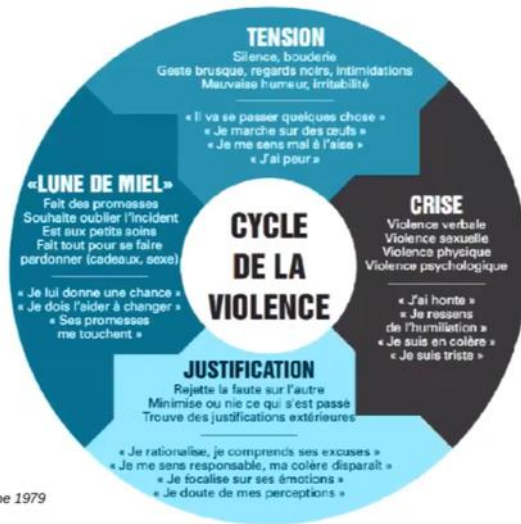 TENSION
Silence, bouderie
Geste brusque, regards noirs, intimidations
Mauvaise humeur, irritabilité
« Il va se passer quelques chose »
« Je marche sur des œufs »
« Je me sens mal à l'aise »
« J'ai peur »
CRISE
Violence verbale
Violence sexuelle
Violence physique
Violence psychologique
« J'ai honte »
« Je ressens
de l'humiliation »
« Je suis en colère »
« Je suis triste »
JUSTIFICATION
Rejette la faute sur l'autre
Minimise ou nie ce qui s'est passé
Trouve des justifications extérieures
« Je rationalise, je comprends ses excuses »
« Je me sens responsable, ma colère disparaît »
« Je focalise sur ses émotions »
« Je doute de mes perceptions »
«LUNE DE MIEL»
Fait des promesses
Souhaite oublier l'incident
Est aux petits soins
Fait tout pour se faire
pardonner (cadeaux, sexe)
« Je lui donne une chance »
« Je dois l'aider à changer »
« Ses promesses
me touchent »
CYCLE
DE LA
VIOLENCE
1979